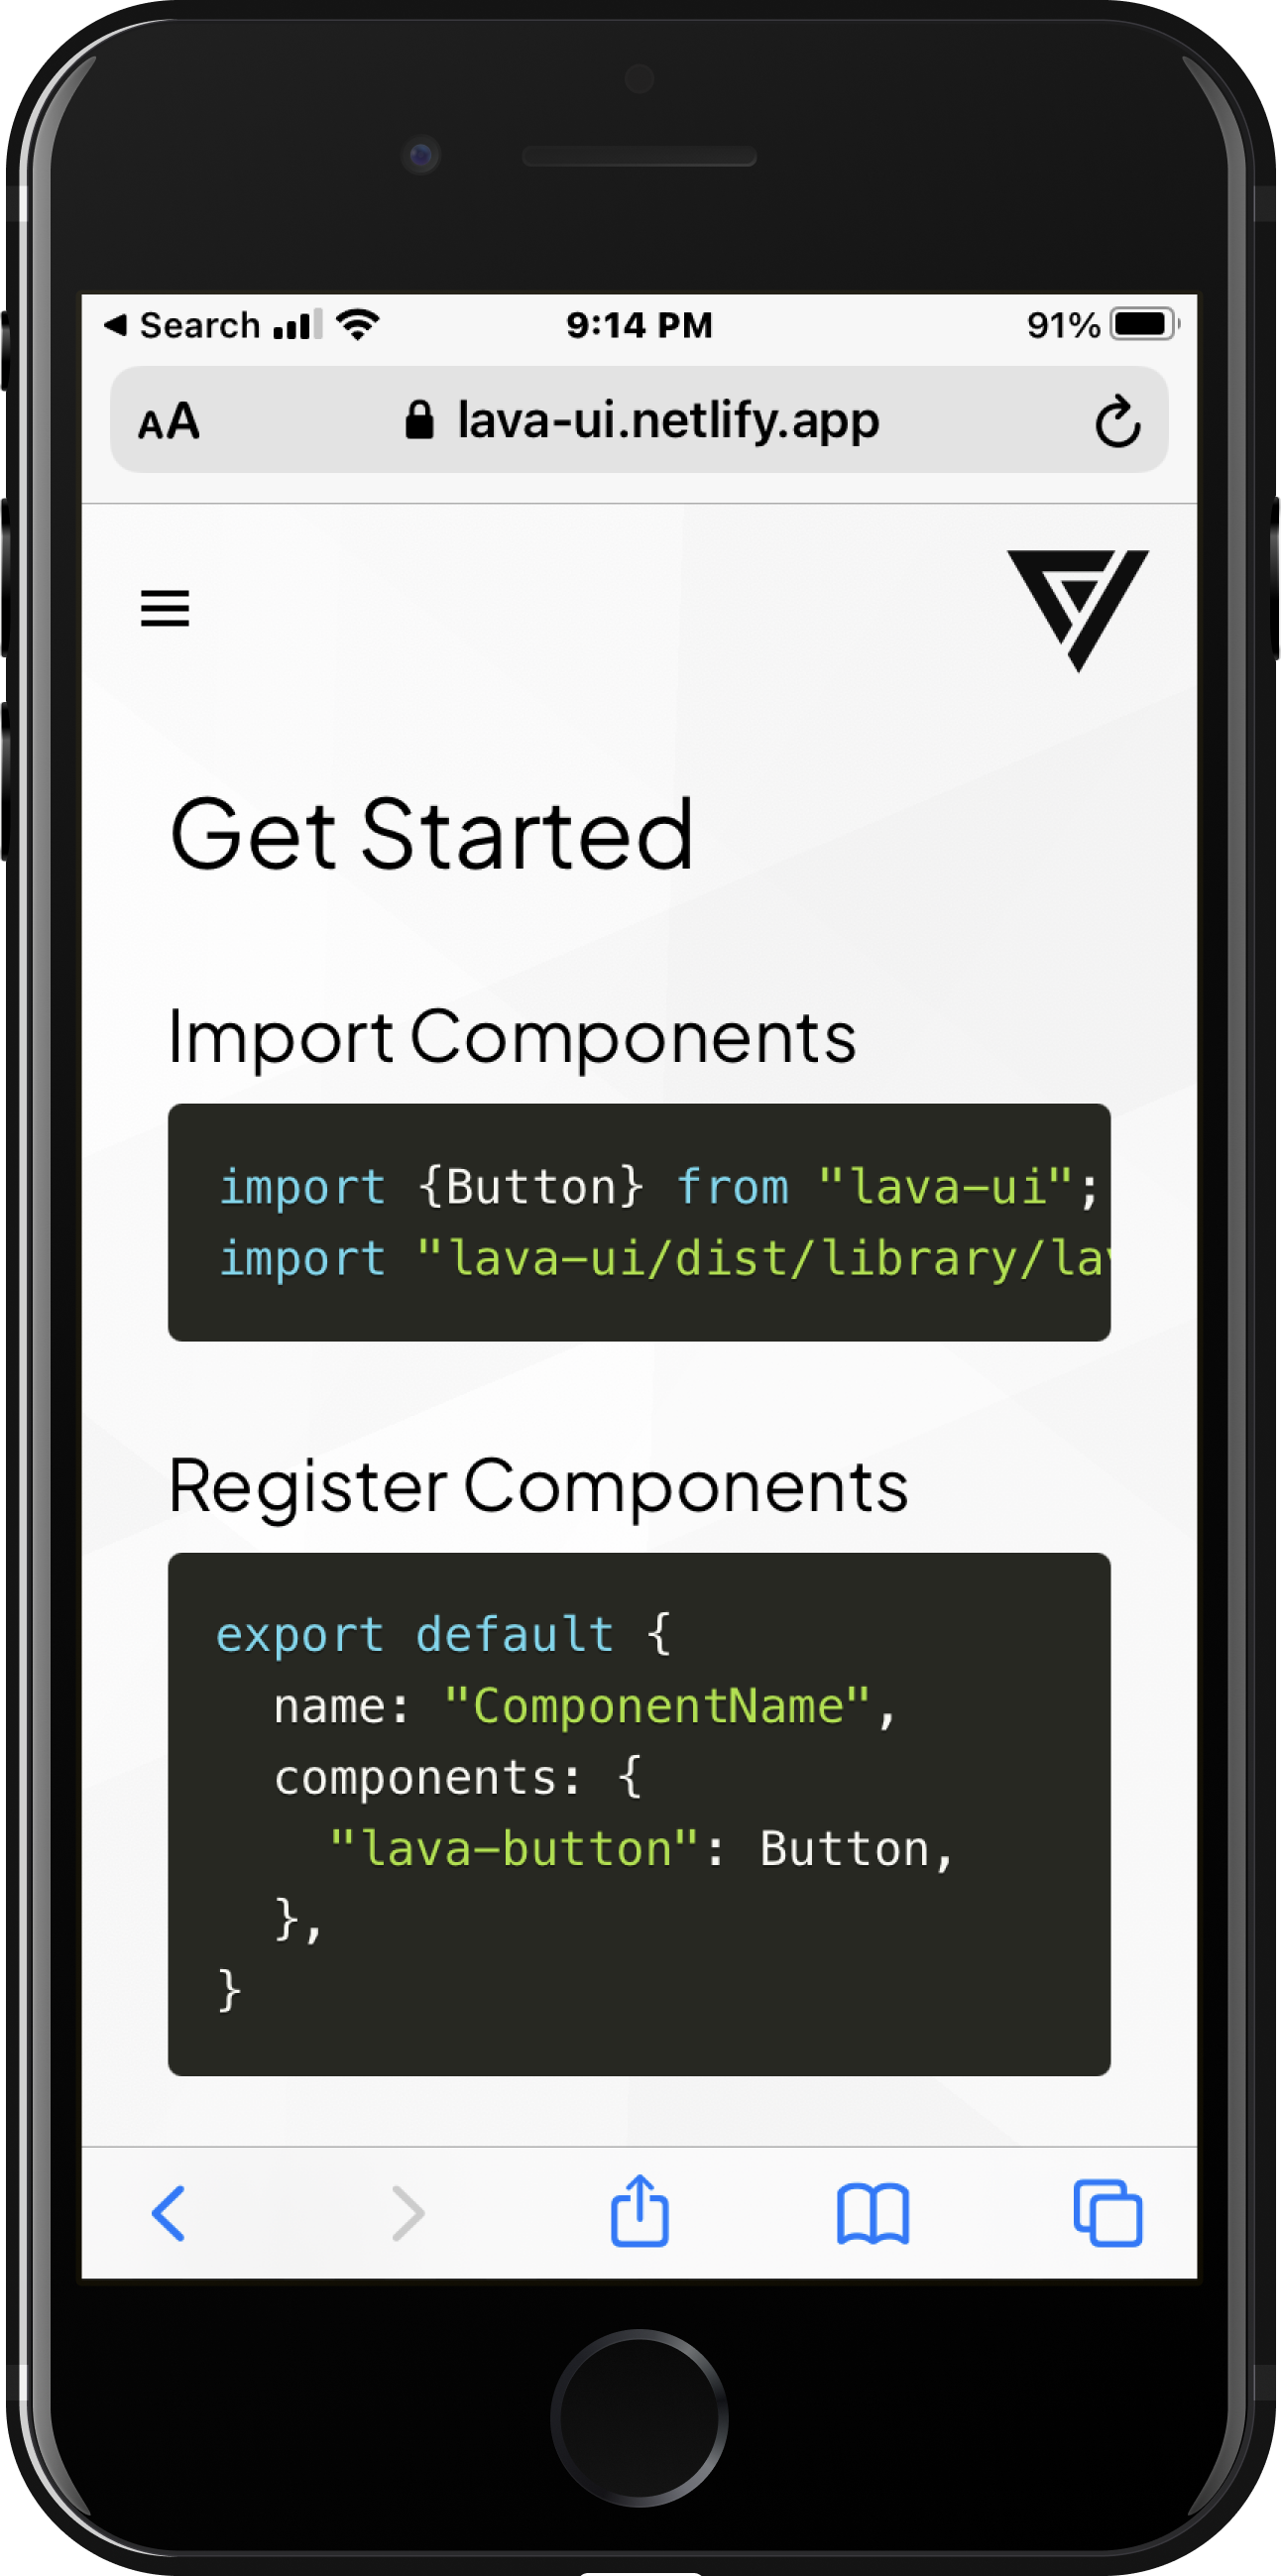 Search 9:14 PM 91%
AA lava-ui.netlify.app
Get Started
Import Components
import {Button} from "lava-ui";
import "lava-ui/dist/library/la
Register Components
export default {
name: "ComponentName",
components: {
"lava-button": Button,
},
}